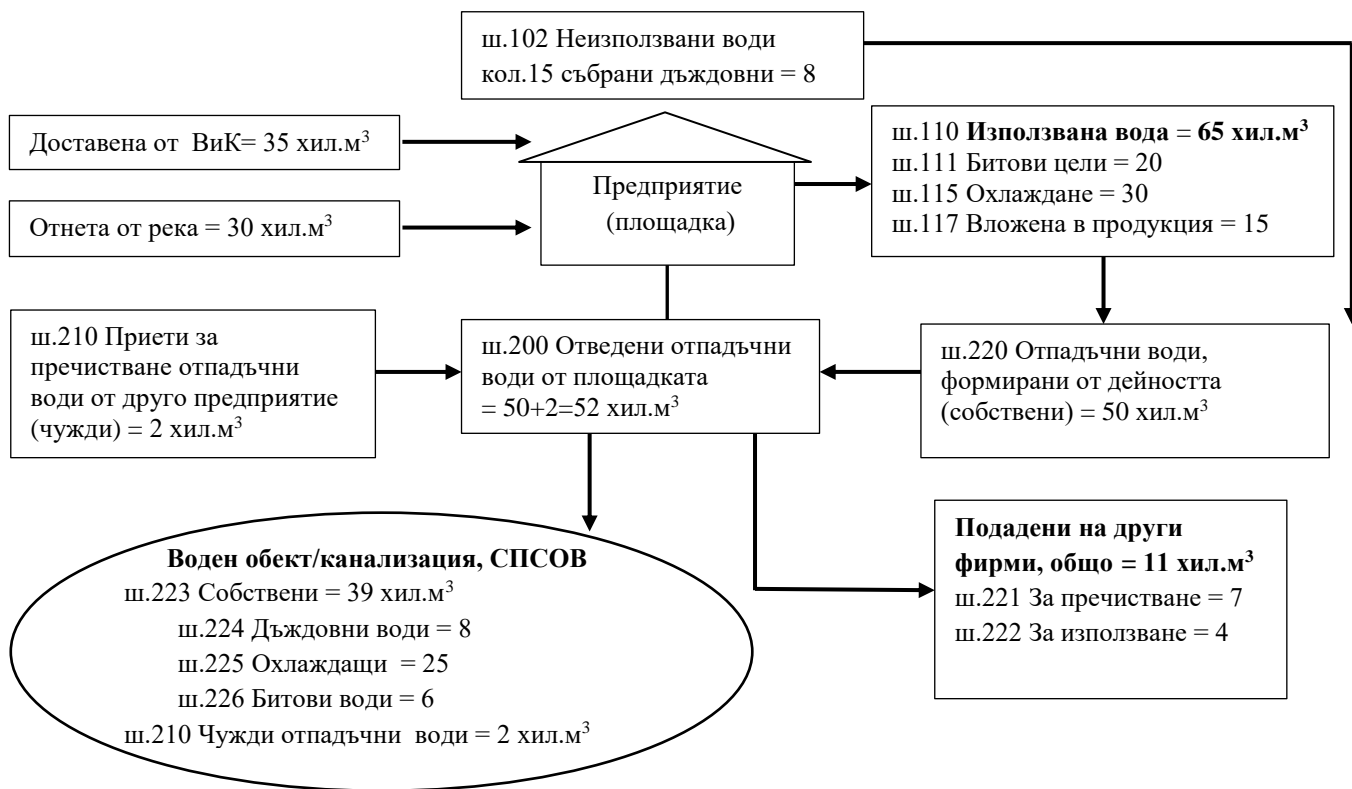 ш.102 Неизползвани води
кол.15 събрани дъждовни = 8
Доставена от ВиК= 35 хил.м³
Отнета от река = 30 хил.м³
Предприятие
(площадка)
ш.110 Използвана вода = 65 хил.м³
ш.111 Битови цели = 20
ш.115 Охлаждане = 30
ш.117 Вложена в продукция = 15
ш.210 Приети за
пречистване отпадъчни
води от друго предприятие
(чужди) = 2 хил.м³
ш.200 Отведени отпадъчни
води от площадката
= 50+2=52 хил.м³
ш.220 Отпадъчни води,
формирани от дейността
(собствени) = 50 хил.м³
Воден обект/канализация, СПСОВ
ш.223 Собствени = 39 хил.м³
ш.224 Дъждовни води = 8
ш.225 Охлаждащи = 25
ш.226 Битови води = 6
ш.210 Чужди отпадъчни води = 2 хил.м³
Подадени на други
фирми, общо = 11 хил.м³
ш.221 За пречистване = 7
ш.222 За използване = 4